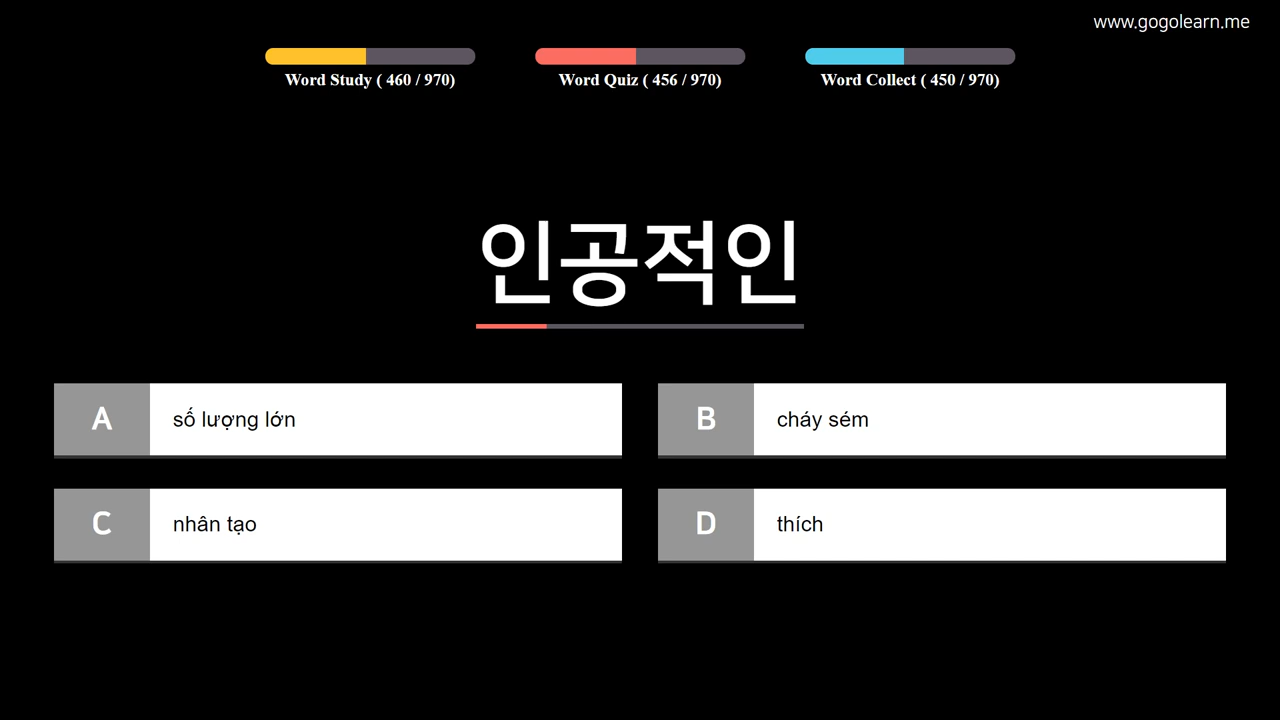 www.gogolearn.me
Word Study ( 460 / 970)
Word Quiz ( 456 / 970)
Word Collect ( 450 / 970)
인공적인
A
số lượng lớn
B
cháy sém
C
nhân tạo
D
thích